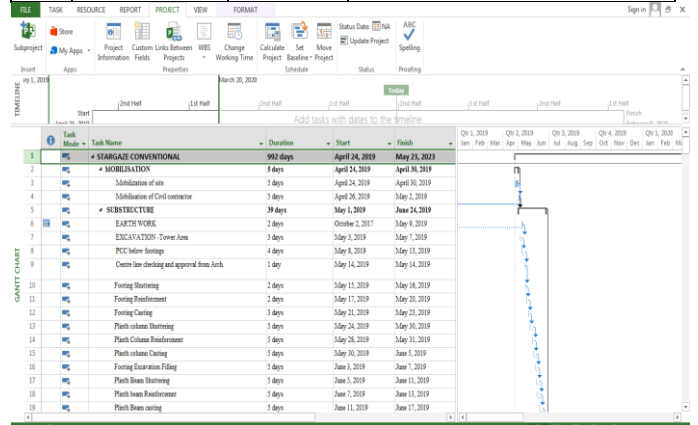 FILE TASK RESOURCE REPORT PROJECT VIEW FORMAT Sign in
Subproject
Store
My Apps
Project Information
Custom Fields
Links Between Projects
WBS
Change Working Time
Calculate Project
Set Baseline
Move Project
Status Date: NA
Update Project
ABC
Spelling
Insert Apps Properties Schedule Status Proofing
TIMELINE
March 20, 2020
Today
2nd Half 1st Half 2nd Half 1st Half 2nd Half 1st Half 2nd Half 1st Half
Start
Add tasks with dates to the timeline
Finish
Task Mode Task Name Duration Start Finish
Qtr 1, 2019 Qtr 2, 2019 Qtr 3, 2019 Qtr 4, 2019 Qtr 1, 2020
Jan Feb Mar Apr May Jun Jul Aug Sep Oct Nov Dec Jan Feb
GANTT CHART
1 STARGAZE CONVENTIONAL 992 days April 24, 2019 May 23, 2023
2 MOBILISATION 9 days April 24, 2019 April 30, 2019
3 Mobilization of site 5 days April 24, 2019 April 30, 2019
4 Mobilisation of Civil contractor 5 days April 26, 2019 May 2, 2019
5 SUBSTRUCTURE 39 days May 1, 2019 June 24, 2019
6 EARTH WORK 2 days October 2, 2017 May 9, 2019
7 EXCAVATION -Tower Area 3 days May 3, 2019 May 7, 2019
8 PCC below footings 4 days May 8, 2019 May 13, 2019
9 Centre line checking and approval from Arch. 1 day May 14, 2019 May 14, 2019
10 Footing Shuttering 2 days May 15, 2019 May 16, 2019
11 Footing Reinforcement 2 days May 17, 2019 May 20, 2019
12 Footing Casting 3 days May 21, 2019 May 23, 2019
13 Plinth column Shuttering 5 days May 24, 2019 May 30, 2019
14 Plinth Column Reinforcement 5 days May 28, 2019 May 31, 2019
15 Plinth column Casting 5 days May 30, 2019 June 5, 2019
16 Footing Excavation Filling 5 days June 3, 2019 June 7, 2019
17 Plinth Beam Shuttering 5 days June 5, 2019 June 11, 2019
18 Plinth beam Reinforcemnet 5 days June 7, 2019 June 13, 2019
19 Plinth Beam casting 5 days June 11, 2019 June 17, 2019